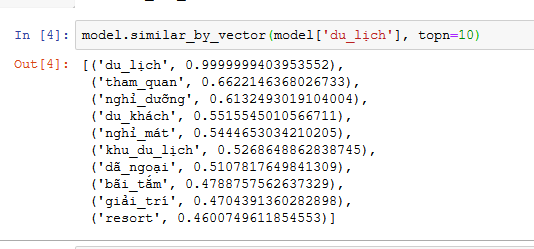 In [4]: model.similar_by_vector(model['du_lịch'], topn=10)
Out[4]: [('du_lịch', 0.9999999403953552),
('tham_quan', 0.6622146368026733),
('nghỉ_dưỡng', 0.6132493019104004),
('du_khách', 0.5515545010566711),
('nghỉ_mát', 0.5444653034210205),
('khu_du_lịch', 0.5268648862838745),
('dã_ngoại', 0.5107817649841309),
('bãi_tắm', 0.4788757562637329),
('giải_trí', 0.4704391360282898),
('resort', 0.4600749611854553)]